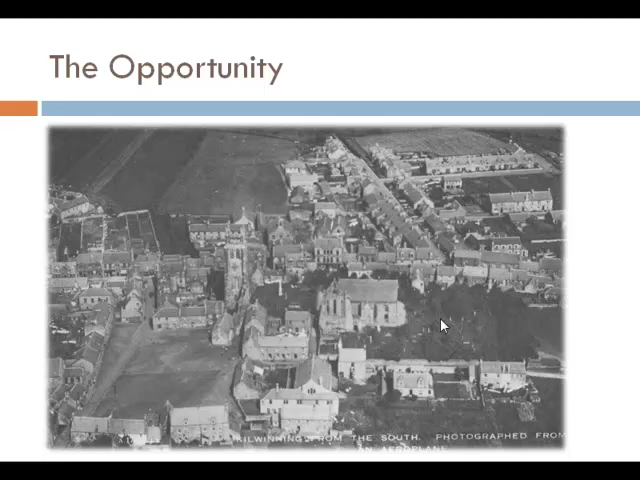 The Opportunity
KILWINNING FROM THE SOUTH. PHOTOGRAPHED FROM
AN AEROPLANE